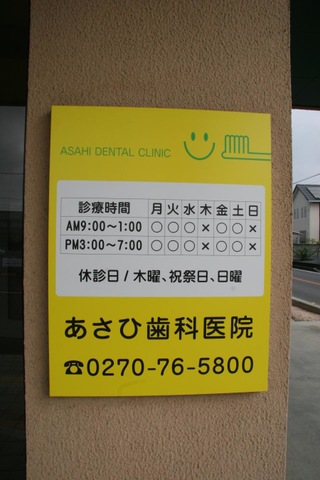 ASAHI DENTAL CLINIC
診療時間 月 火 水 木 金 土 日
AM9:00〜1:00 ○ ○ ○ × ○ ○ ×
PM3:00〜7:00 ○ ○ ○ × ○ ○ ×
休診日/木曜、祝祭日、日曜
あさひ歯科医院
☎0270-76-5800